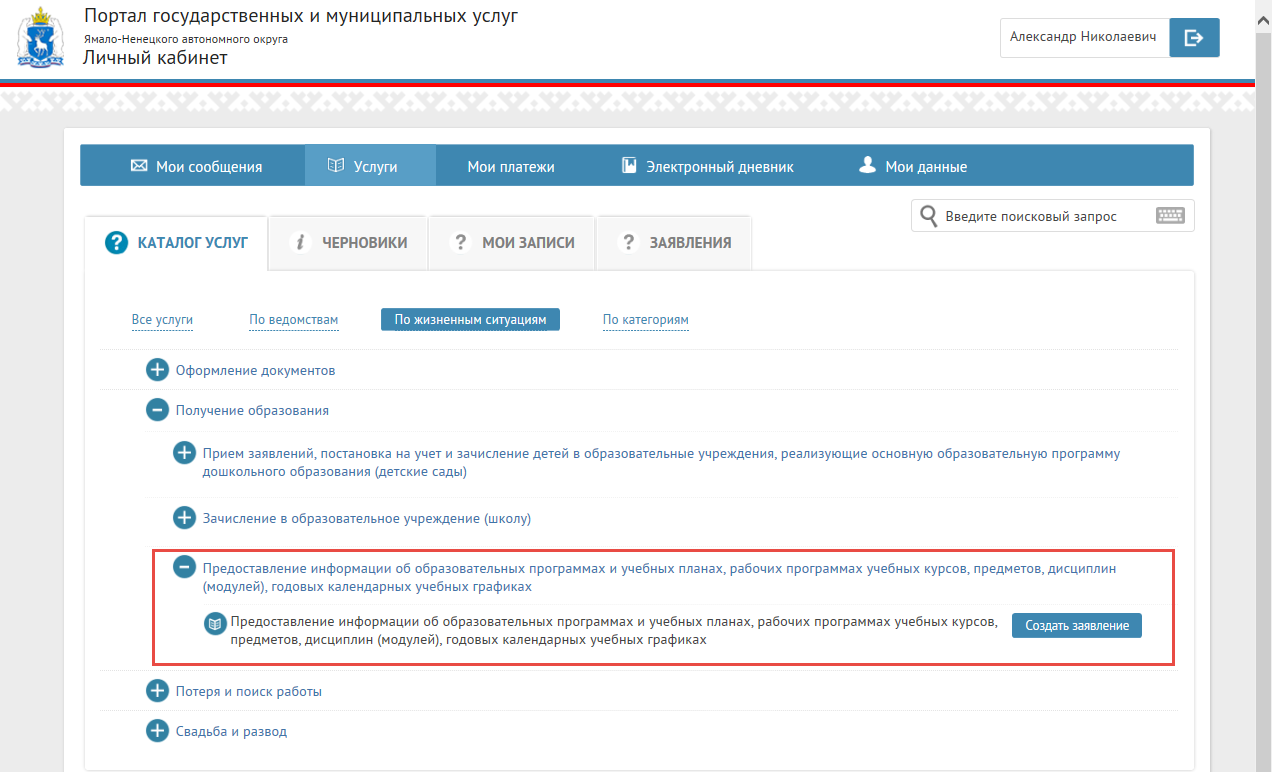 Портал государственных и муниципальных услуг
Ямало-Ненецкого автономного округа
Личный кабинет
Александр Николаевич
Мои сообщения
Услуги
Мои платежи
Электронный дневник
Мои данные
Введите поисковый запрос
КАТАЛОГ УСЛУГ
ЧЕРНОВИКИ
МОИ ЗАПИСИ
ЗАЯВЛЕНИЯ
Все услуги
По ведомствам
По жизненным ситуациям
По категориям
Оформление документов
Получение образования
Прием заявлений, постановка на учет и зачисление детей в образовательные учреждения, реализующие основную образовательную программу
дошкольного образования (детские сады)
Зачисление в образовательное учреждение (школу)
Предоставление информации об образовательных программах и учебных планах, рабочих программах учебных курсов, предметов, дисциплин
(модулей), годовых календарных учебных графиках
Предоставление информации об образовательных программах и учебных планах, рабочих программах учебных курсов,
предметов, дисциплин (модулей), годовых календарных учебных графиках
Создать заявление
Потеря и поиск работы
Свадьба и развод